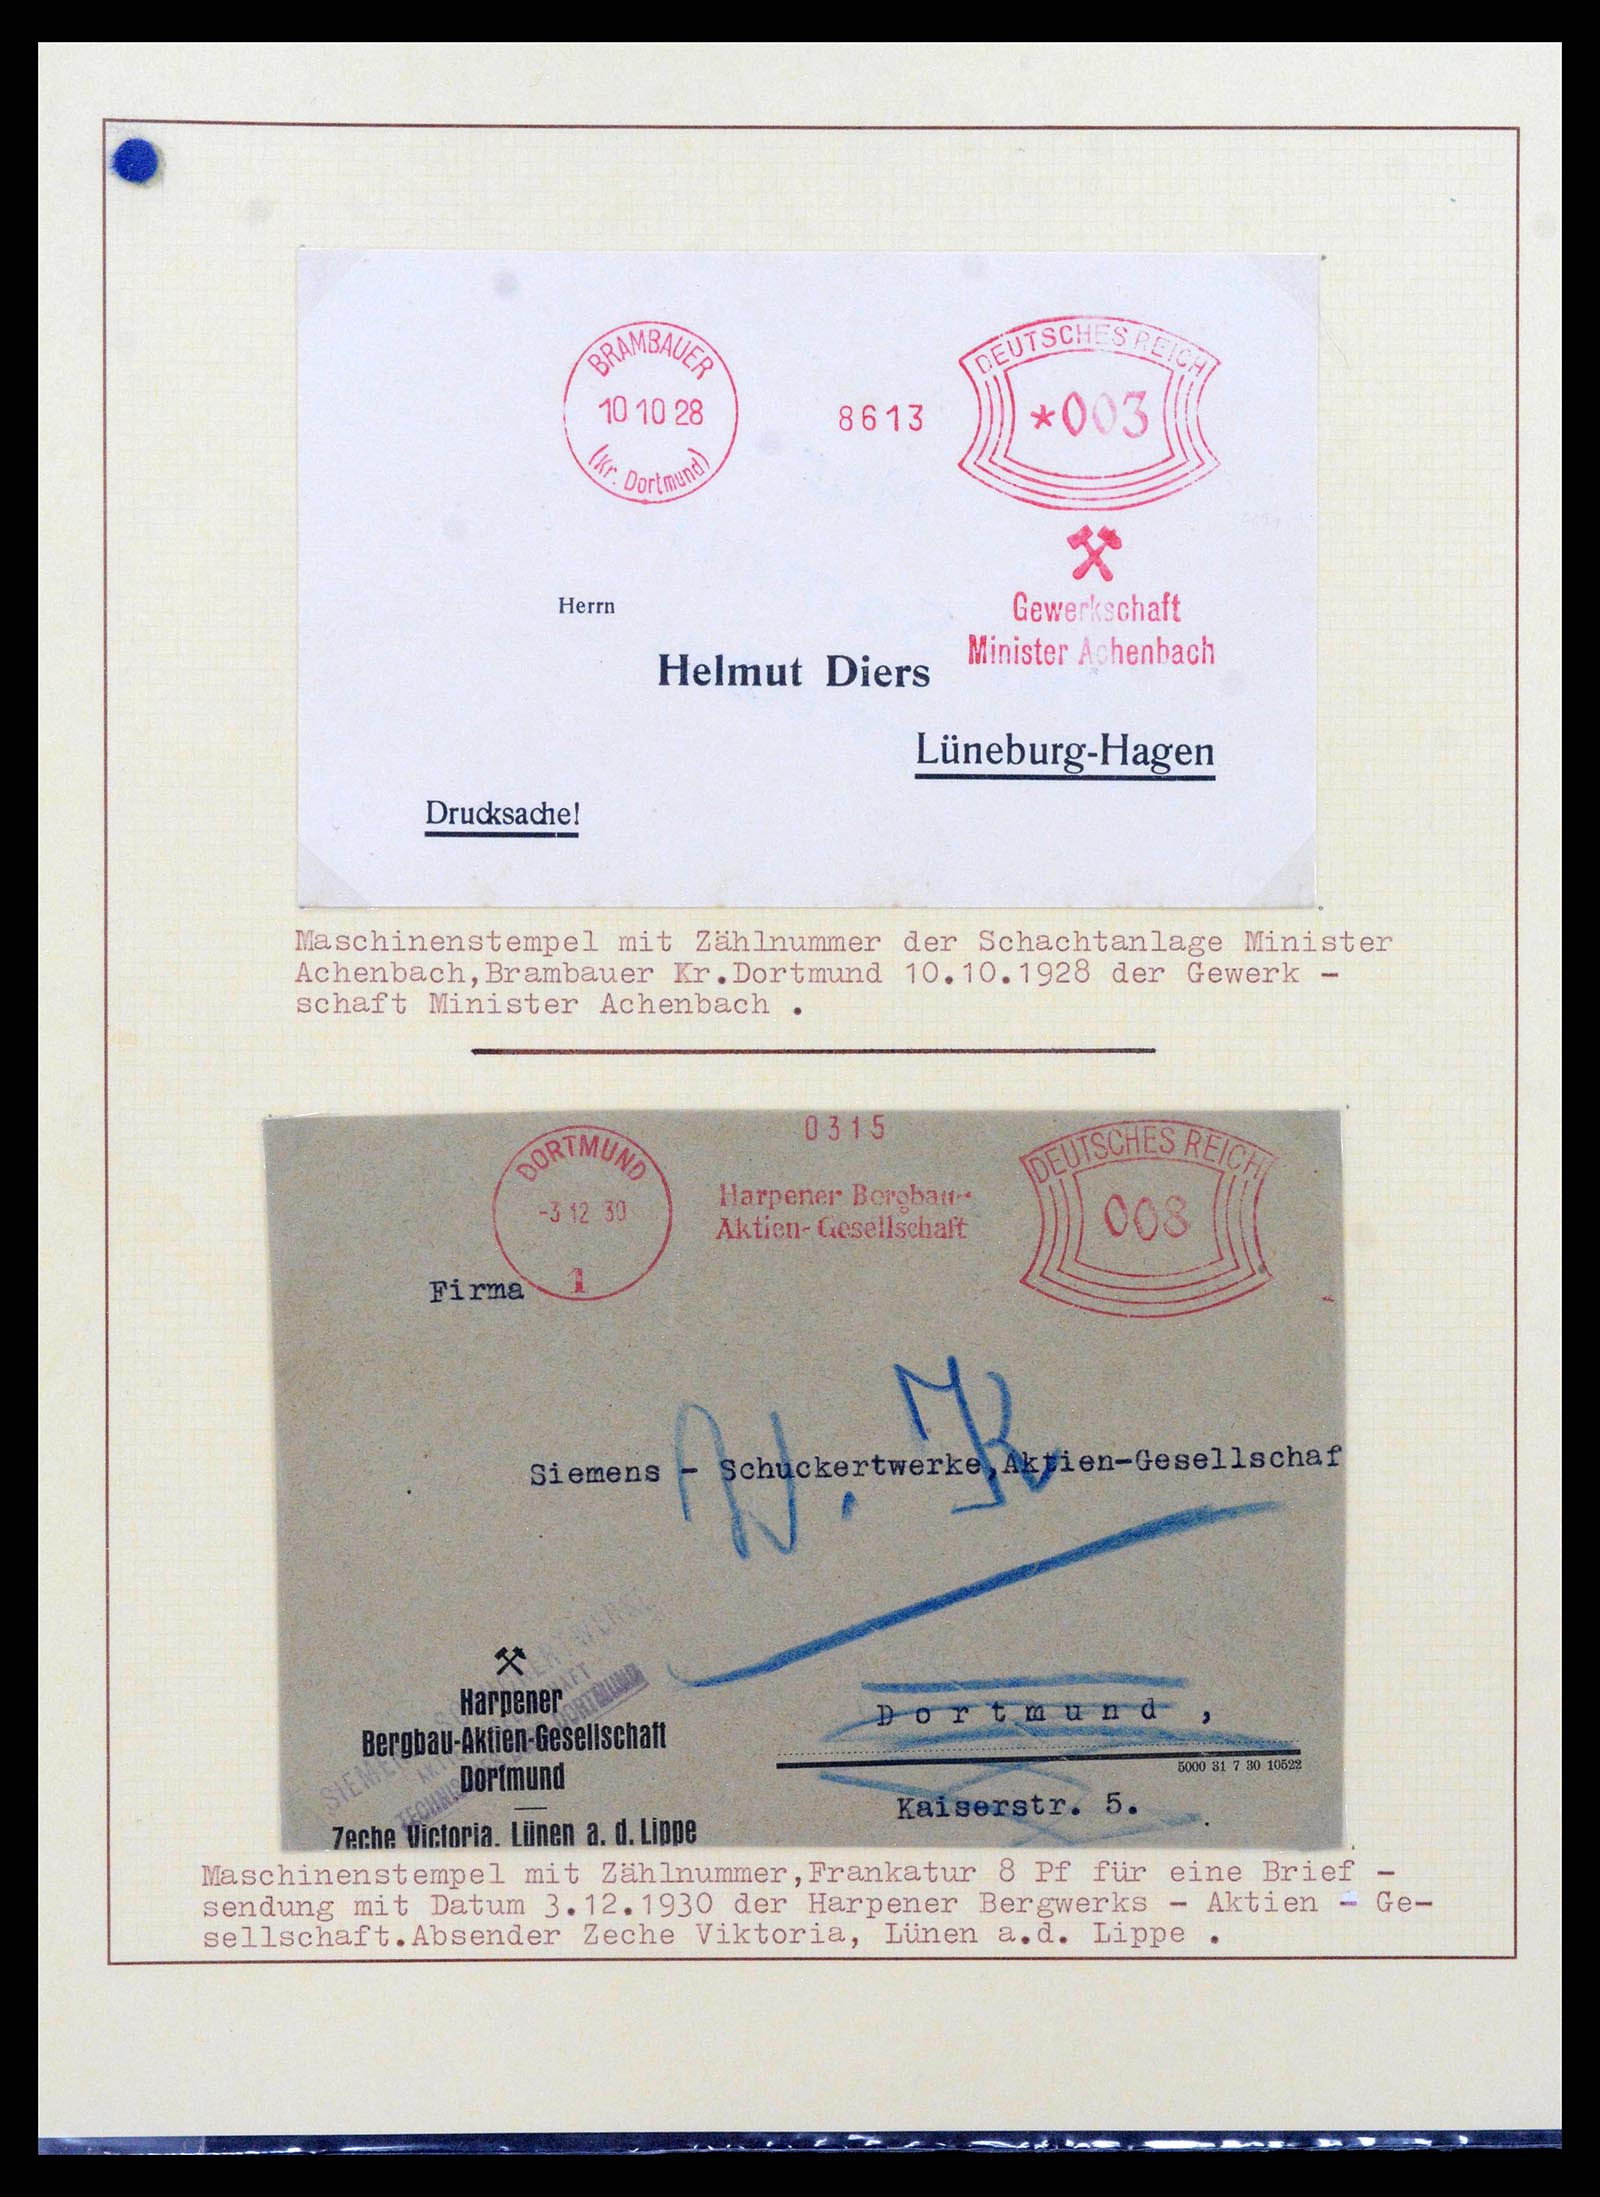 BRAMBAUER
10 10 28
(Kr. Dortmund)
8613
DEUTSCHES REICH
*003
Gewerkschaft
Minister Achenbach
Herrn
Helmut Diers
Lüneburg-Hagen
Drucksache!
Maschinenstempel mit Zählnummer der Schachtanlage Minister
Achenbach,Brambauer Kr.Dortmund 10.10.1928 der Gewerk -
schaft Minister Achenbach .
0315
DORTMUND
-3 12 30
1
Harpener Bergbau-
Aktien-Gesellschaft
DEUTSCHES REICH
008
Firma
Siemens - Schuckertwerke,Aktien-Gesellschaf
Harpener
Bergbau-Aktien-Gesellschaft
Dortmund
Zeche Victoria. Lünen a. d. Lippe
SIEMENS SCHUCKERTWERKE
DORTMUND
Dortmund,
5000 31 7 30 10522
Kaiserstr. 5.
Maschinenstempel mit Zählnummer,Frankatur 8 Pf für eine Brief -
sendung mit Datum 3.12.1930 der Harpener Bergwerks - Aktien - Ge-
sellschaft.Absender Zeche Viktoria, Lünen a.d. Lippe .